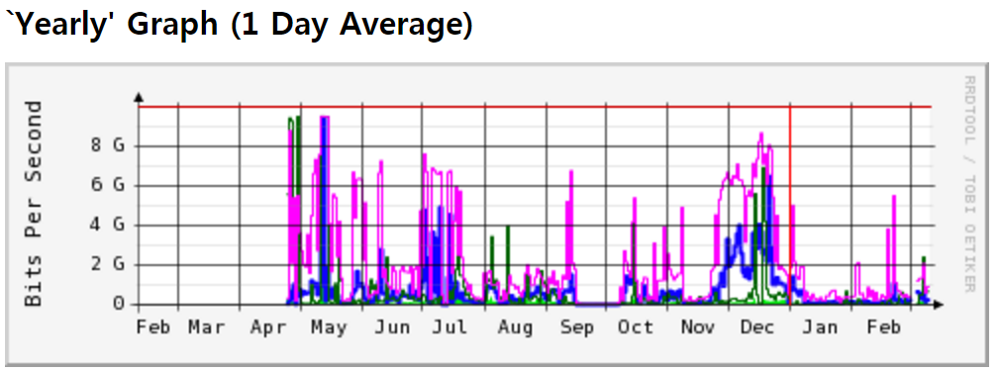 `Yearly' Graph (1 Day Average)
RRDTOOL / TOBI OETIKER
Bits Per Second
8 G
6 G
4 G
2 G
0
Feb Mar Apr May Jun Jul Aug Sep Oct Nov Dec Jan Feb